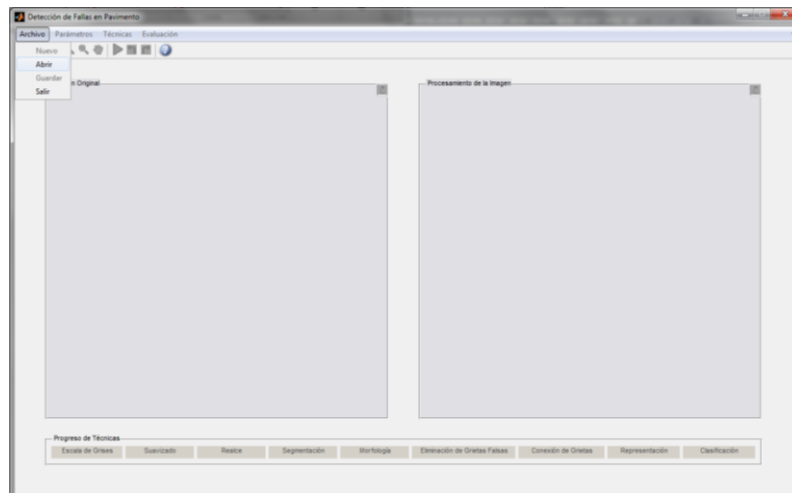 Detección de Fallas en Pavimento
Archivo Parámetros Técnicas Evaluación
Nuevo
Abrir
Guardar
Salir
n Original
Procesamiento de la Imagen
Progreso de Técnicas
Escala de Grises Suavizado Realce Segmentación Morfología Eliminación de Grietas Falsas Conexión de Grietas Representación Clasificación